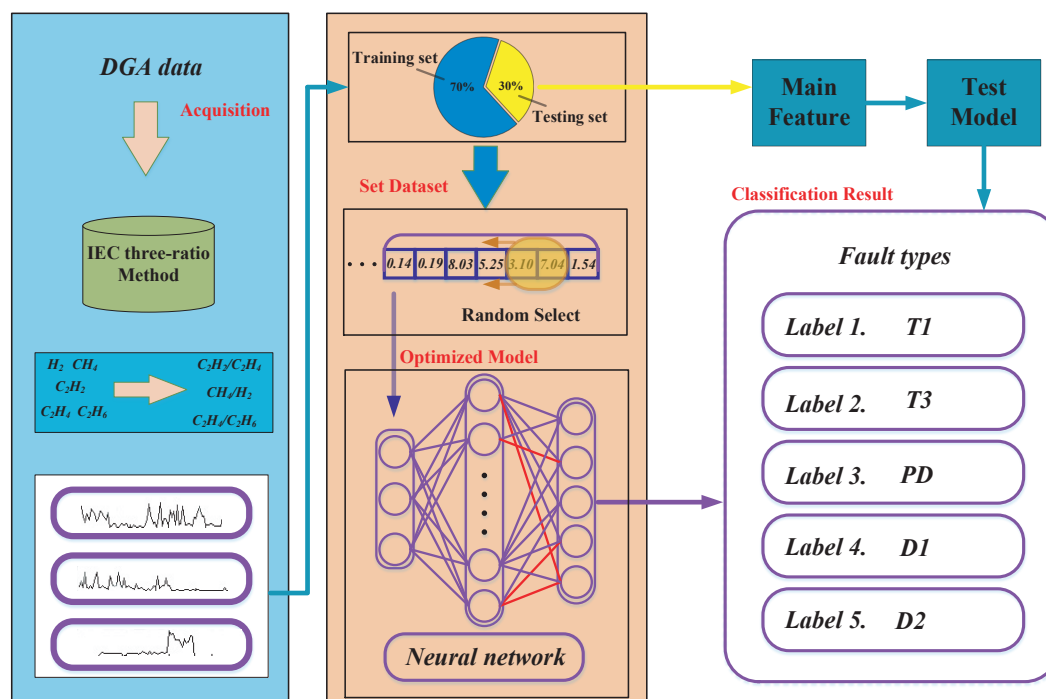 DGA data
Acquisition
IEC three-ratio
Method
H₂ CH₄
C₂H₂
C₂H₄ C₂H₆
C₂H₂/C₂H₄
CH₄/H₂
C₂H₄/C₂H₆
Training set
70%
30%
Testing set
Set Dataset
... 0.14 0.19 8.03 5.25 3.10 7.04 1.54
Random Select
Optimized Model
Neural network
Main
Feature
Test
Model
Classification Result
Fault types
Label 1. T1
Label 2. T3
Label 3. PD
Label 4. D1
Label 5. D2